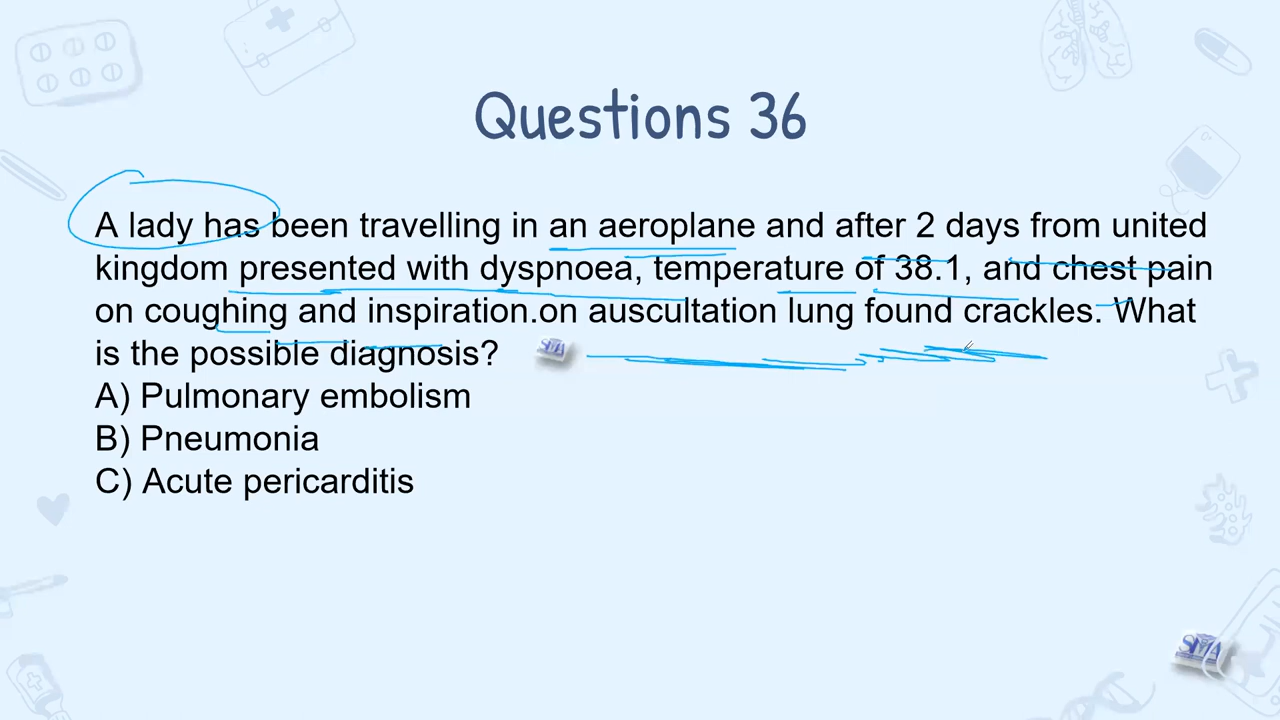 Questions 36
A lady has been travelling in an aeroplane and after 2 days from united
kingdom presented with dyspnoea, temperature of 38.1, and chest pain
on coughing and inspiration.on auscultation lung found crackles. What
is the possible diagnosis?
A) Pulmonary embolism
B) Pneumonia
C) Acute pericarditis
SMA